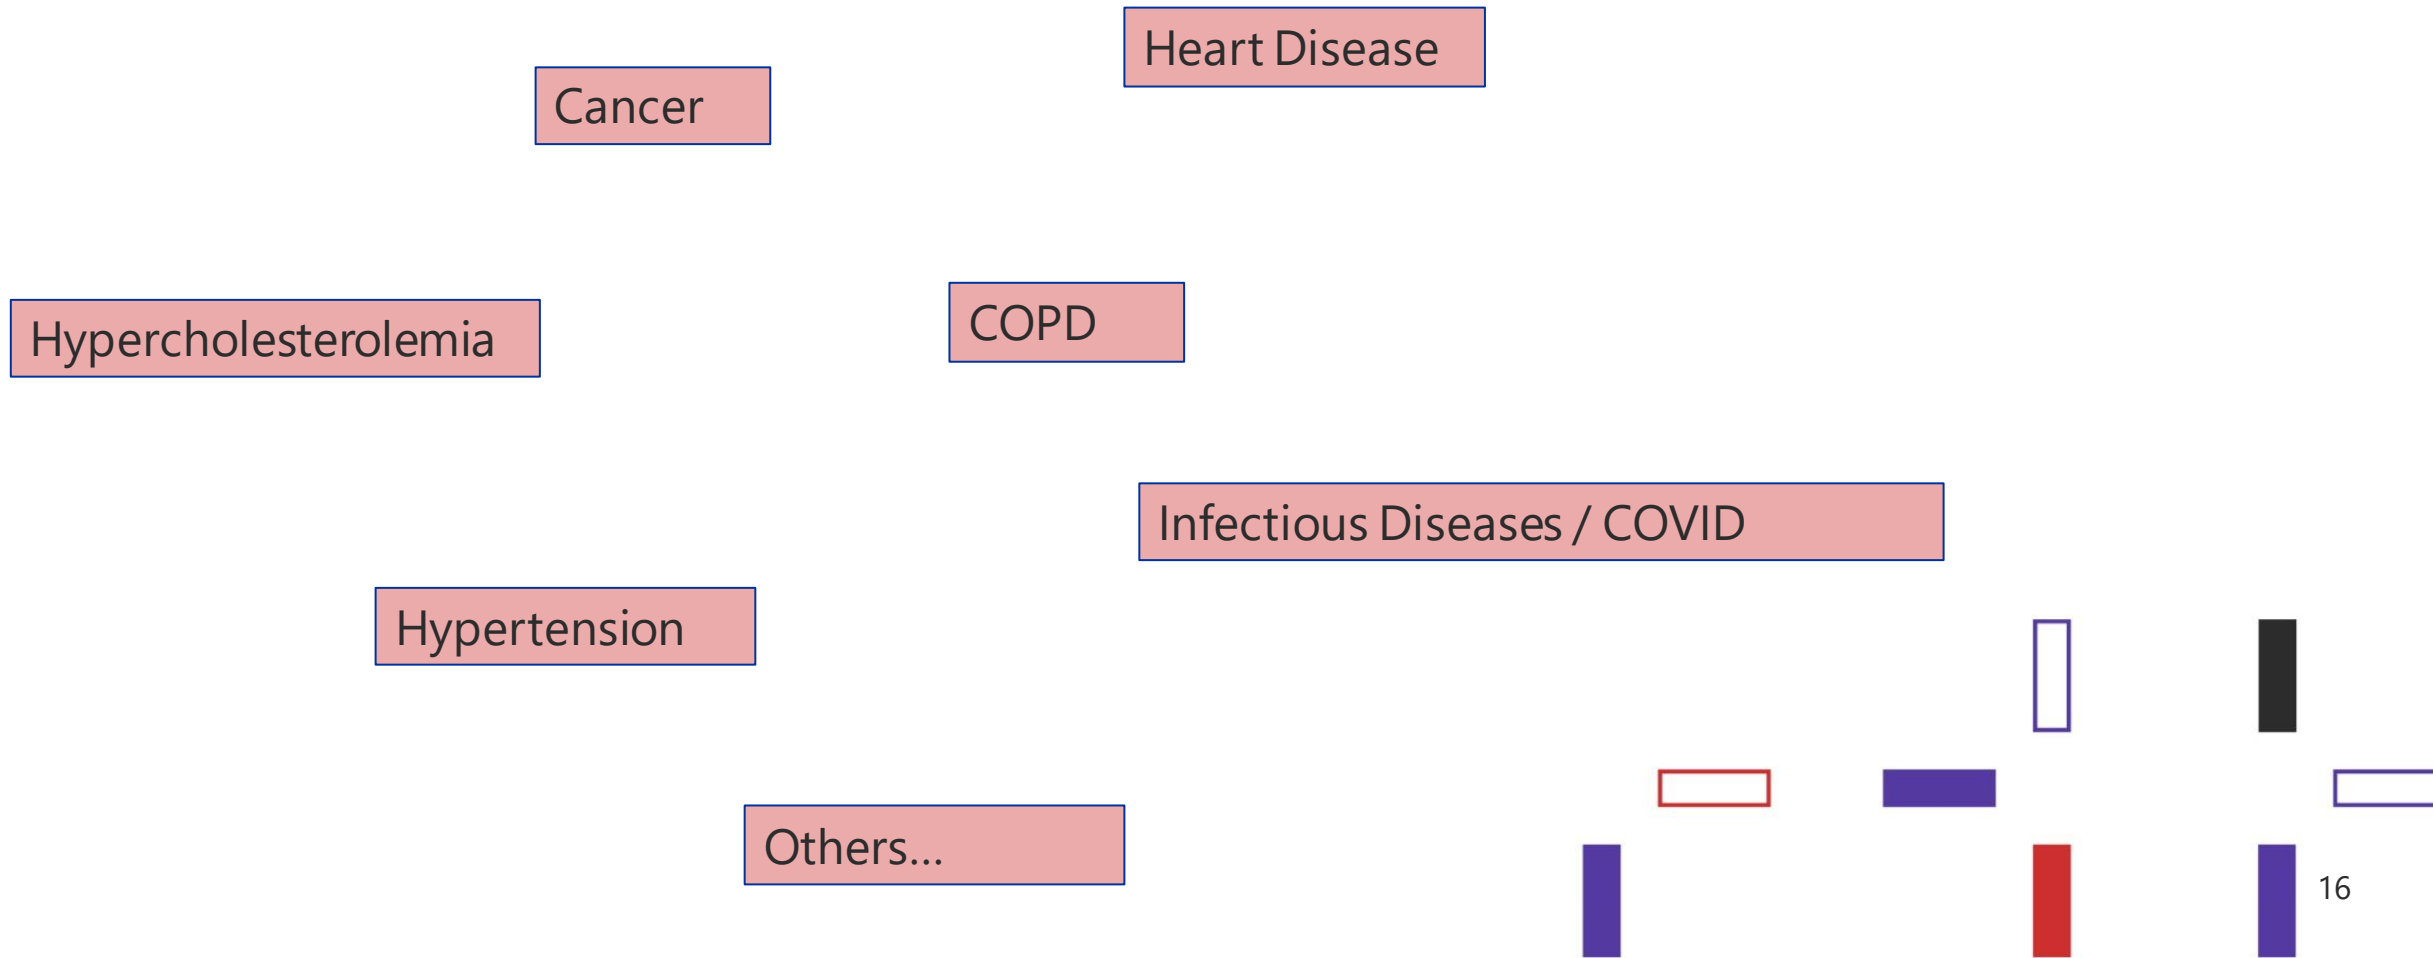 Heart Disease
Cancer
COPD
Hypercholesterolemia
Infectious Diseases / COVID
Hypertension
Others...
16